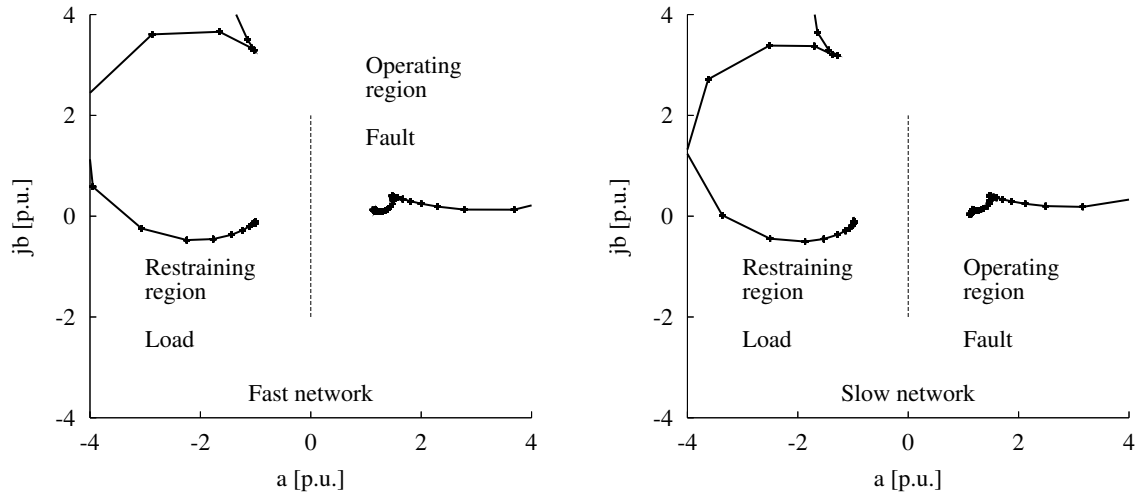 4
2
0
-2
-4
-4
-2
0
2
4
jb [p.u.]
a [p.u.]
Operating
region
Fault
Restraining
region
Load
Fast network
4
2
0
-2
-4
-4
-2
0
2
4
jb [p.u.]
a [p.u.]
Restraining
region
Load
Operating
region
Fault
Slow network